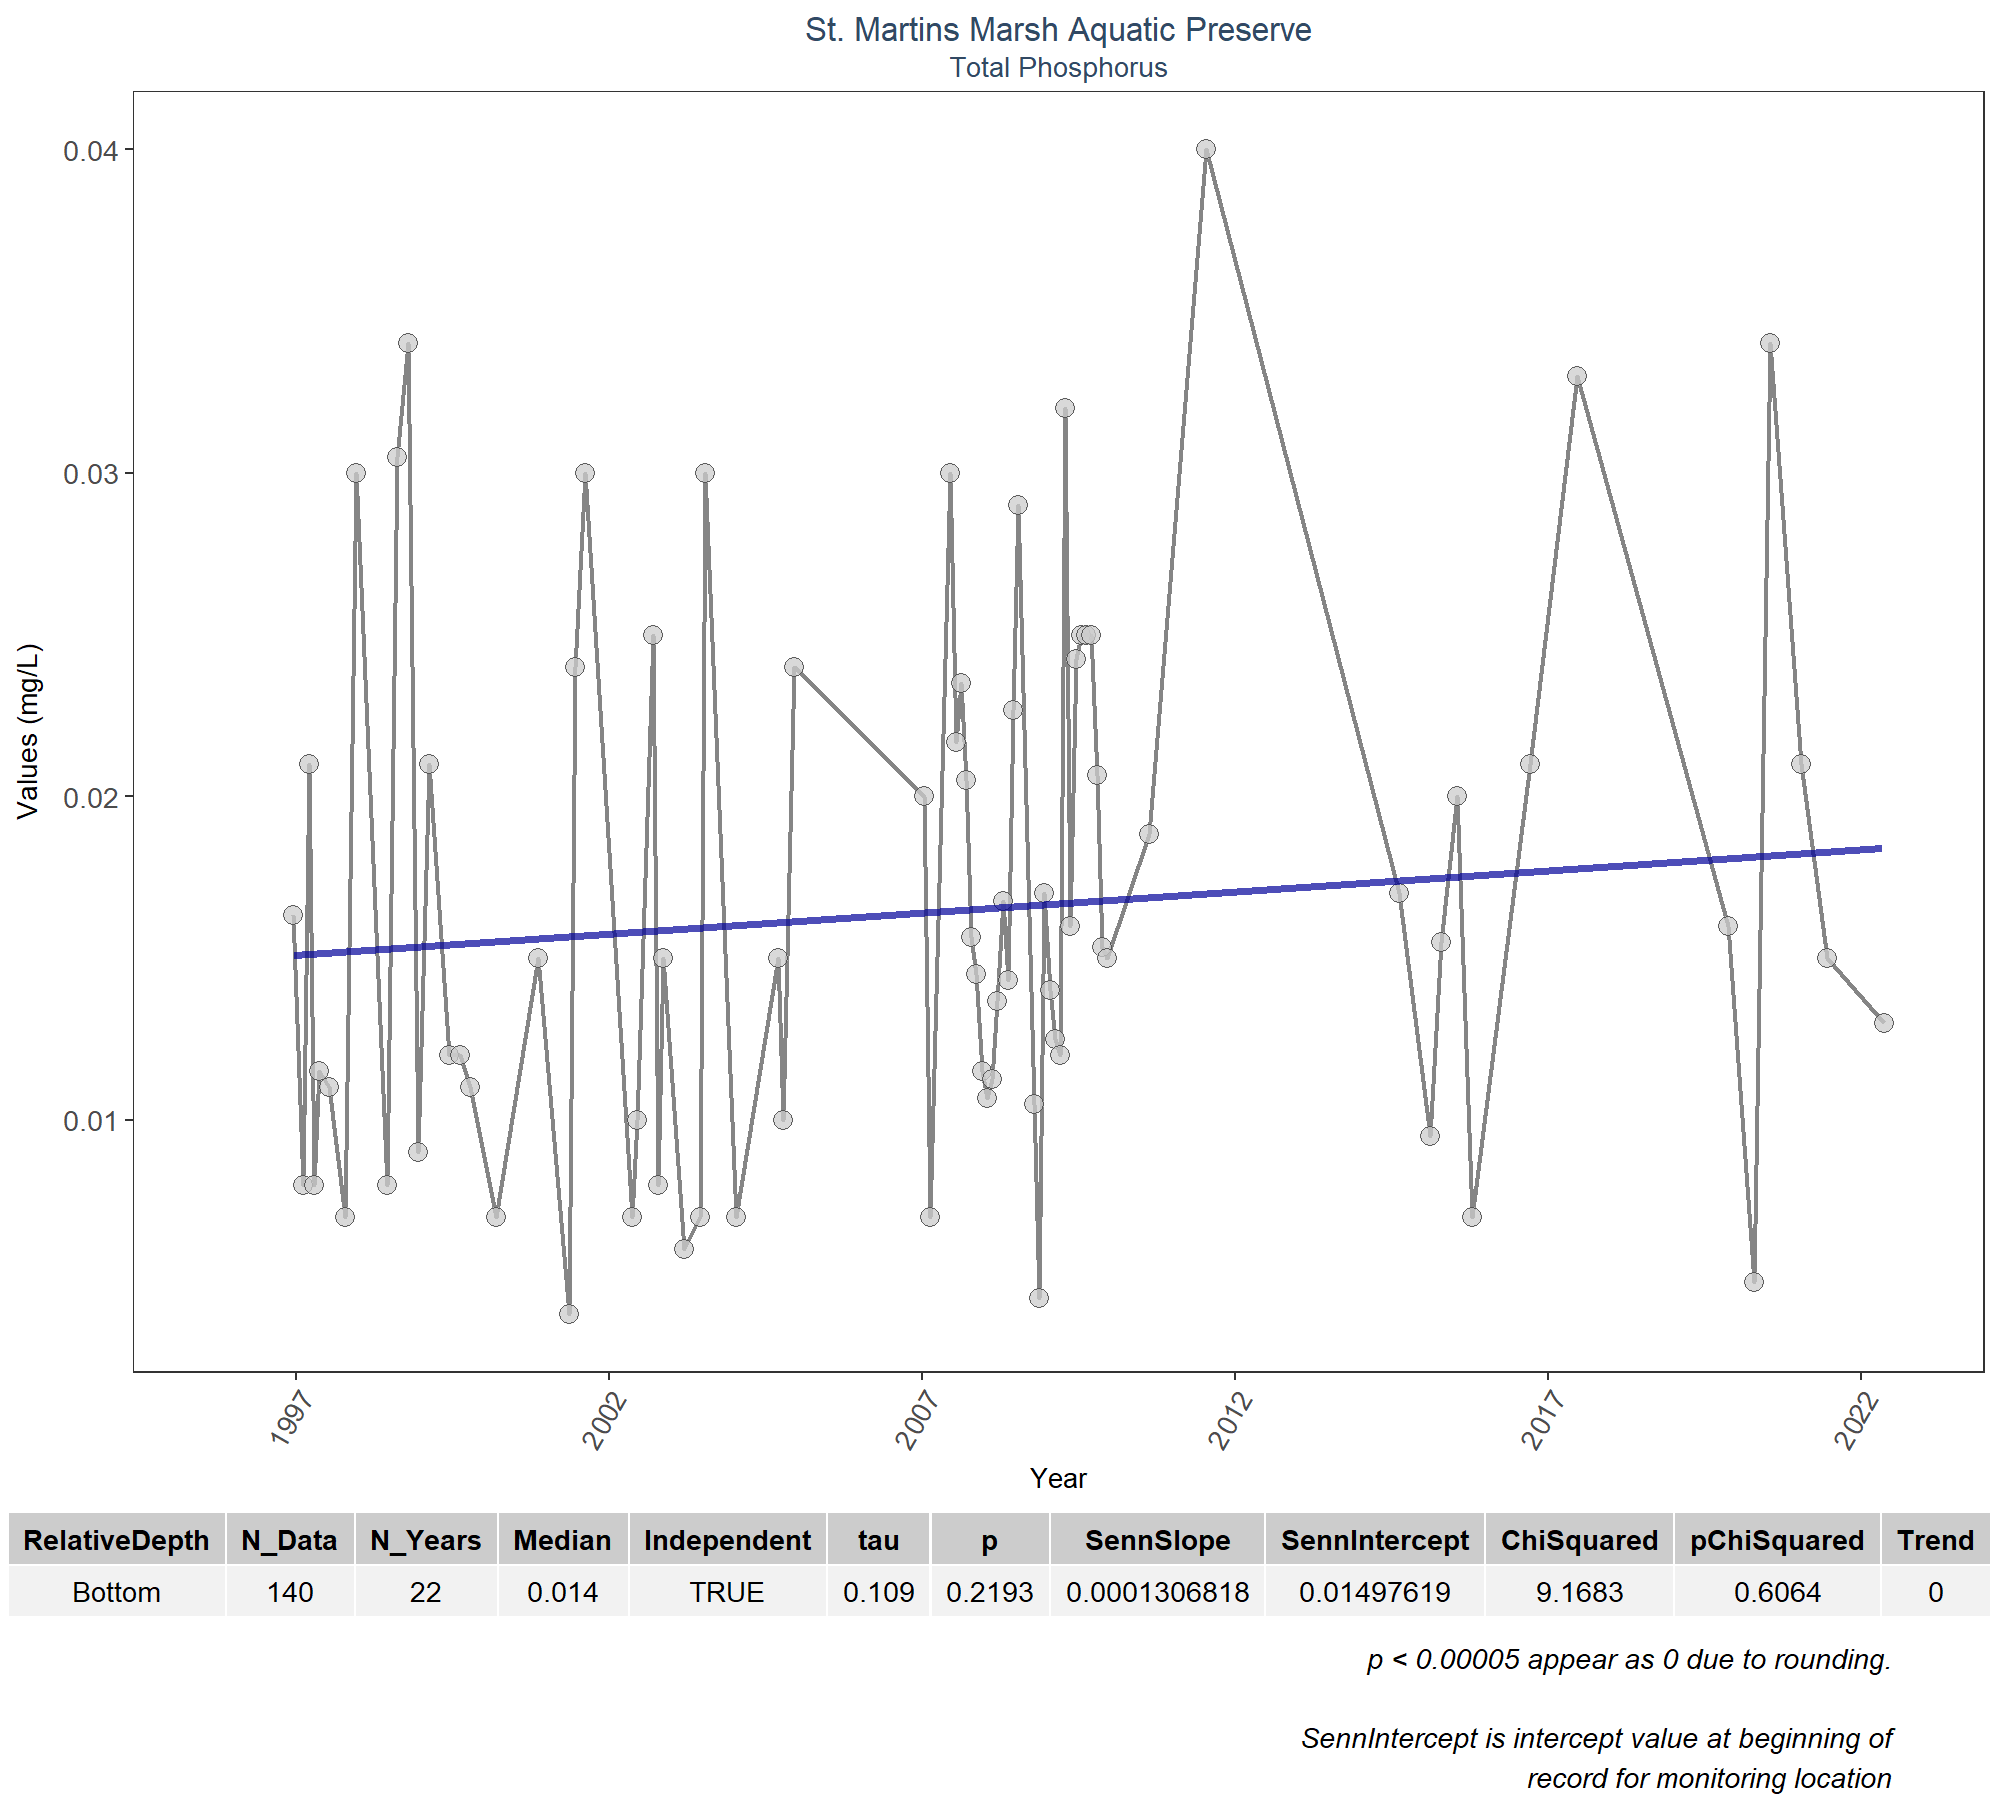 St. Martins Marsh Aquatic Preserve
Total Phosphorus
0.04
0.03
0.02
0.01
Values (mg/L)
1997
2002
2007
2012
2017
2022
Year
RelativeDepth N_Data N_Years Median Independent tau p SennSlope SennIntercept ChiSquared pChiSquared Trend
Bottom 140 22 0.014 TRUE 0.109 0.2193 0.0001306818 0.01497619 9.1683 0.6064 0
p < 0.00005 appear as 0 due to rounding.
SennIntercept is intercept value at beginning of
record for monitoring location